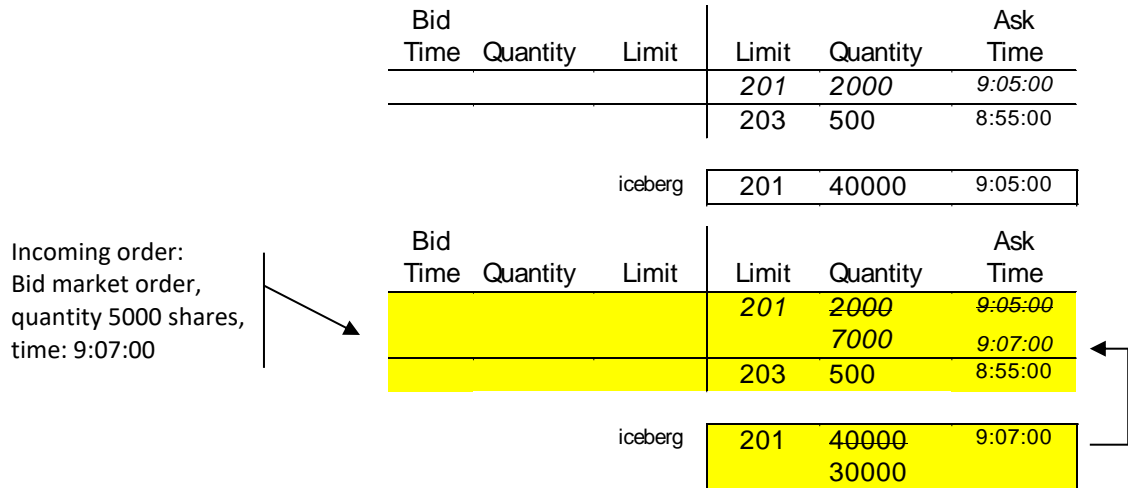 Bid Ask
Time Quantity Limit Limit Quantity Time
201 2000 9:05:00
203 500 8:55:00
iceberg 201 40000 9:05:00
Incoming order:
Bid market order,
quantity 5000 shares,
time: 9:07:00
Bid Ask
Time Quantity Limit Limit Quantity Time
201 2000 9:05:00
7000 9:07:00
203 500 8:55:00
iceberg 201 40000 9:07:00
30000